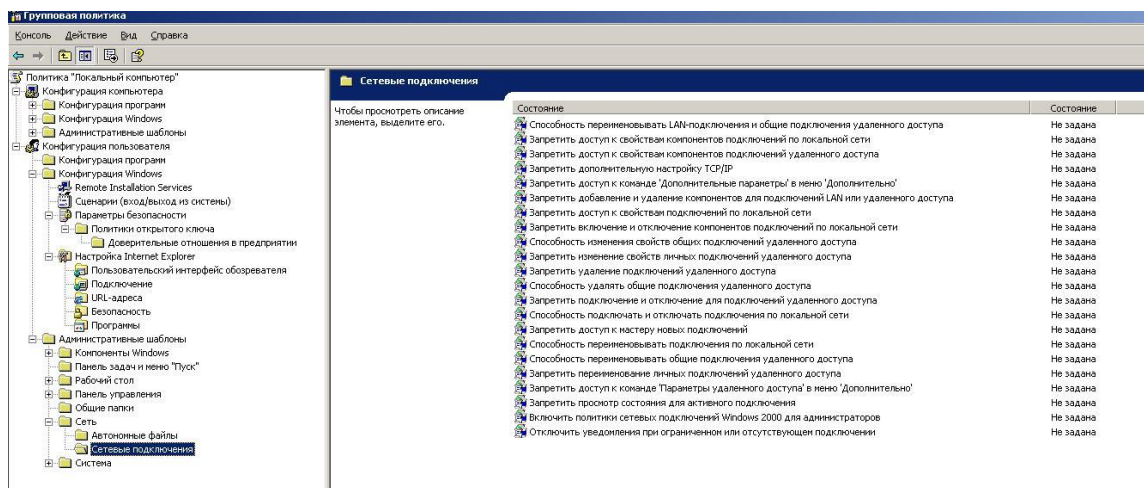 Групповая политика
Консоль Действие Вид Справка
Политика "Локальный компьютер"
Конфигурация компьютера
Конфигурация програмн
Конфигурация Windows
Административные шаблоны
Конфигурация пользователя
Конфигурация програмн
Конфигурация Windows
Remote Installation Services
Сценарии (вход/выход из системы)
Параметры безопасности
Политики открытого ключа
Доверительные отношения в предприятии
Настройка Internet Explorer
Пользовательский интерфейс обозревателя
Подключение
URL-адреса
Безопасность
Программы
Административные шаблоны
Компоненты Windows
Панель задач и меню "Пуск"
Рабочий стол
Панель управления
Общие папки
Сеть
Автономные файлы
Сетевые подключения
Система
Сетевые подключения
Чтобы просмотреть описание
элемента, выделите его.
Состояние Состояние
Способность переименовывать LAN-подключения и общие подключения удаленного доступа Не задана
Запретить доступ к свойствам компонентов подключений по локальной сети Не задана
Запретить доступ к свойствам компонентов подключений удаленного доступа Не задана
Запретить дополнительную настройку TCP/IP Не задана
Запретить доступ к команде 'Дополнительные параметры' в меню 'Дополнительно' Не задана
Запретить добавление и удаление компонентов для подключений LAN или удаленного доступа Не задана
Запретить доступ к свойствам подключений по локальной сети Не задана
Запретить включение и отключение компонентов подключений по локальной сети Не задана
Способность изменения свойств общих подключений удаленного доступа Не задана
Запретить изменение свойств личных подключений удаленного доступа Не задана
Запретить удаление подключений удаленного доступа Не задана
Способность удалять общие подключения удаленного доступа Не задана
Запретить подключение и отключение для подключений удаленного доступа Не задана
Способность подключать и отключать подключения по локальной сети Не задана
Запретить доступ к мастеру новых подключений Не задана
Способность переименовывать подключения по локальной сети Не задана
Способность переименовывать общие подключения удаленного доступа Не задана
Запретить переименование личных подключений удаленного доступа Не задана
Запретить доступ к команде 'Параметры удаленного доступа' в меню 'Дополнительно' Не задана
Запретить просмотр состояния для активного подключения Не задана
Включить политики сетевых подключений Windows 2000 для администраторов Не задана
Отключить уведомления при ограниченном или отсутствующем подключении Не задана